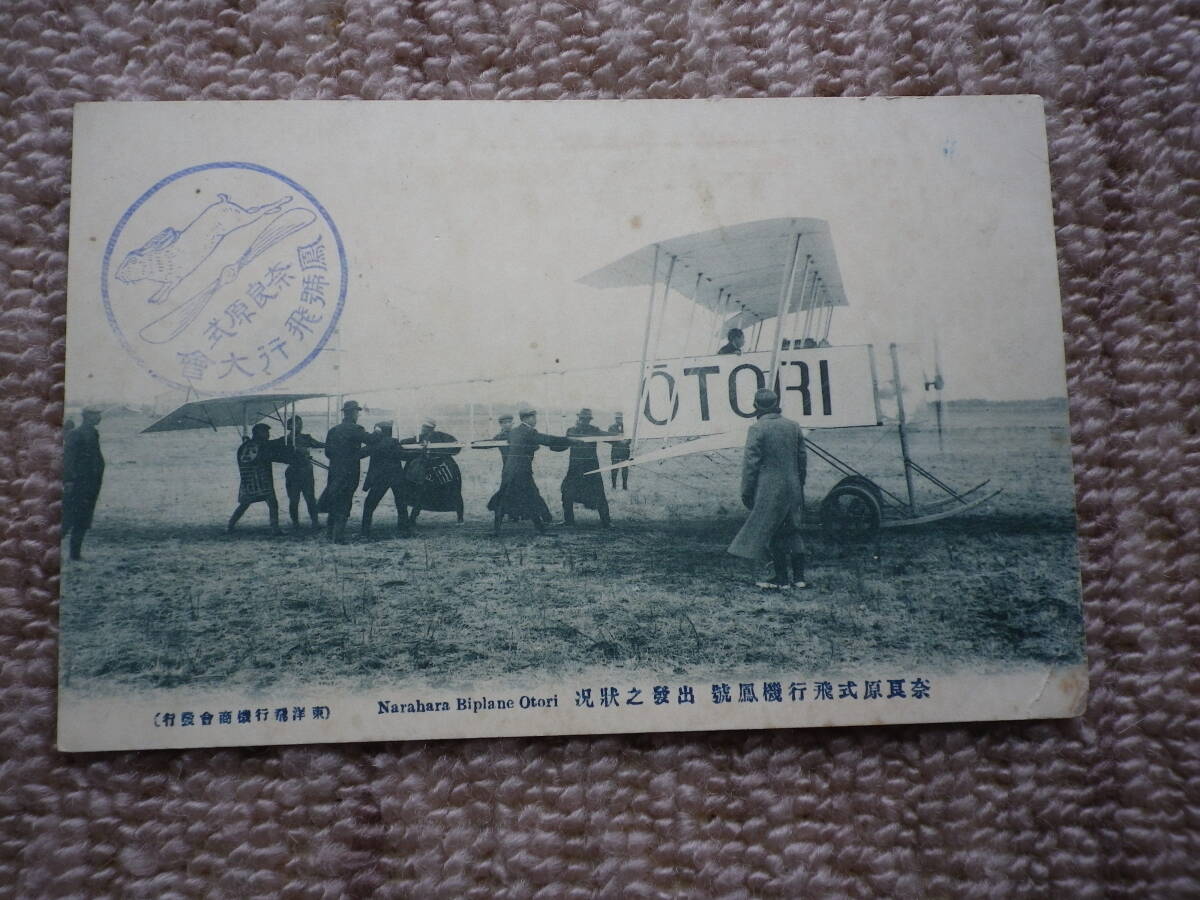 奈良原式
鳳號飛行大會
ŌTORI
奈良原式飛行機鳳號 出發之狀況 Narahara Biplane Otori
(東洋飛行機商會發行)